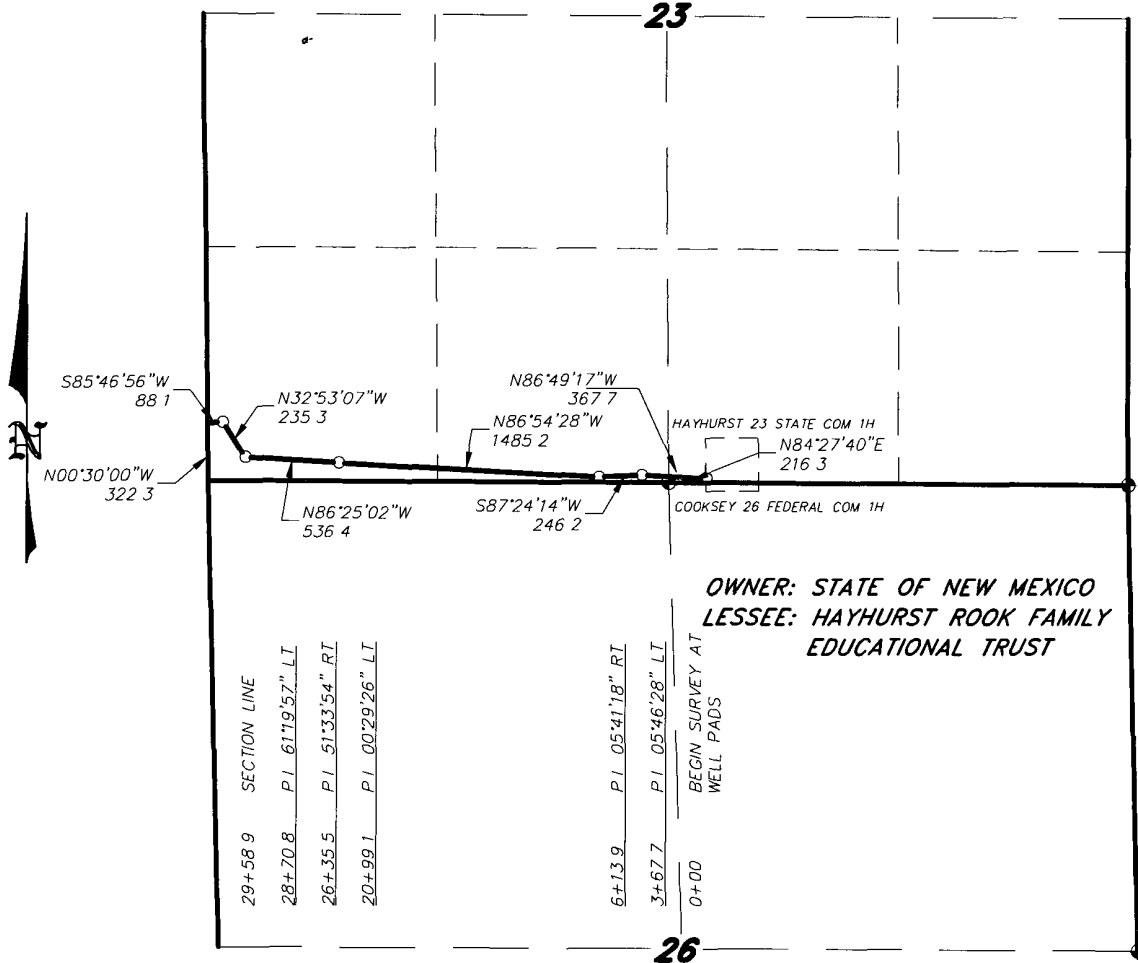 23
S85°46'56"W
88 1
N32°53'07"W
235 3
N86°49'17"W
367 7
N86°54'28"W
1485 2
HAYHURST 23 STATE COM 1H
N84°27'40"E
216 3
N
N00°30'00"W
322 3
N86°25'02"W
536 4
S87°24'14"W
246 2
COOKSEY 26 FEDERAL COM 1H
OWNER: STATE OF NEW MEXICO
LESSEE: HAYHURST ROOK FAMILY
EDUCATIONAL TRUST
29+58 9 SECTION LINE
28+70 8 P I 61°19'57" LT
26+35 5 P I 51°33'54" RT
20+99 1 P I 00°29'26" LT
6+13 9 P I 05°41'18" RT
3+67 7 P I 05°46'28" LT
0+00 BEGIN SURVEY AT
WELL PADS
26